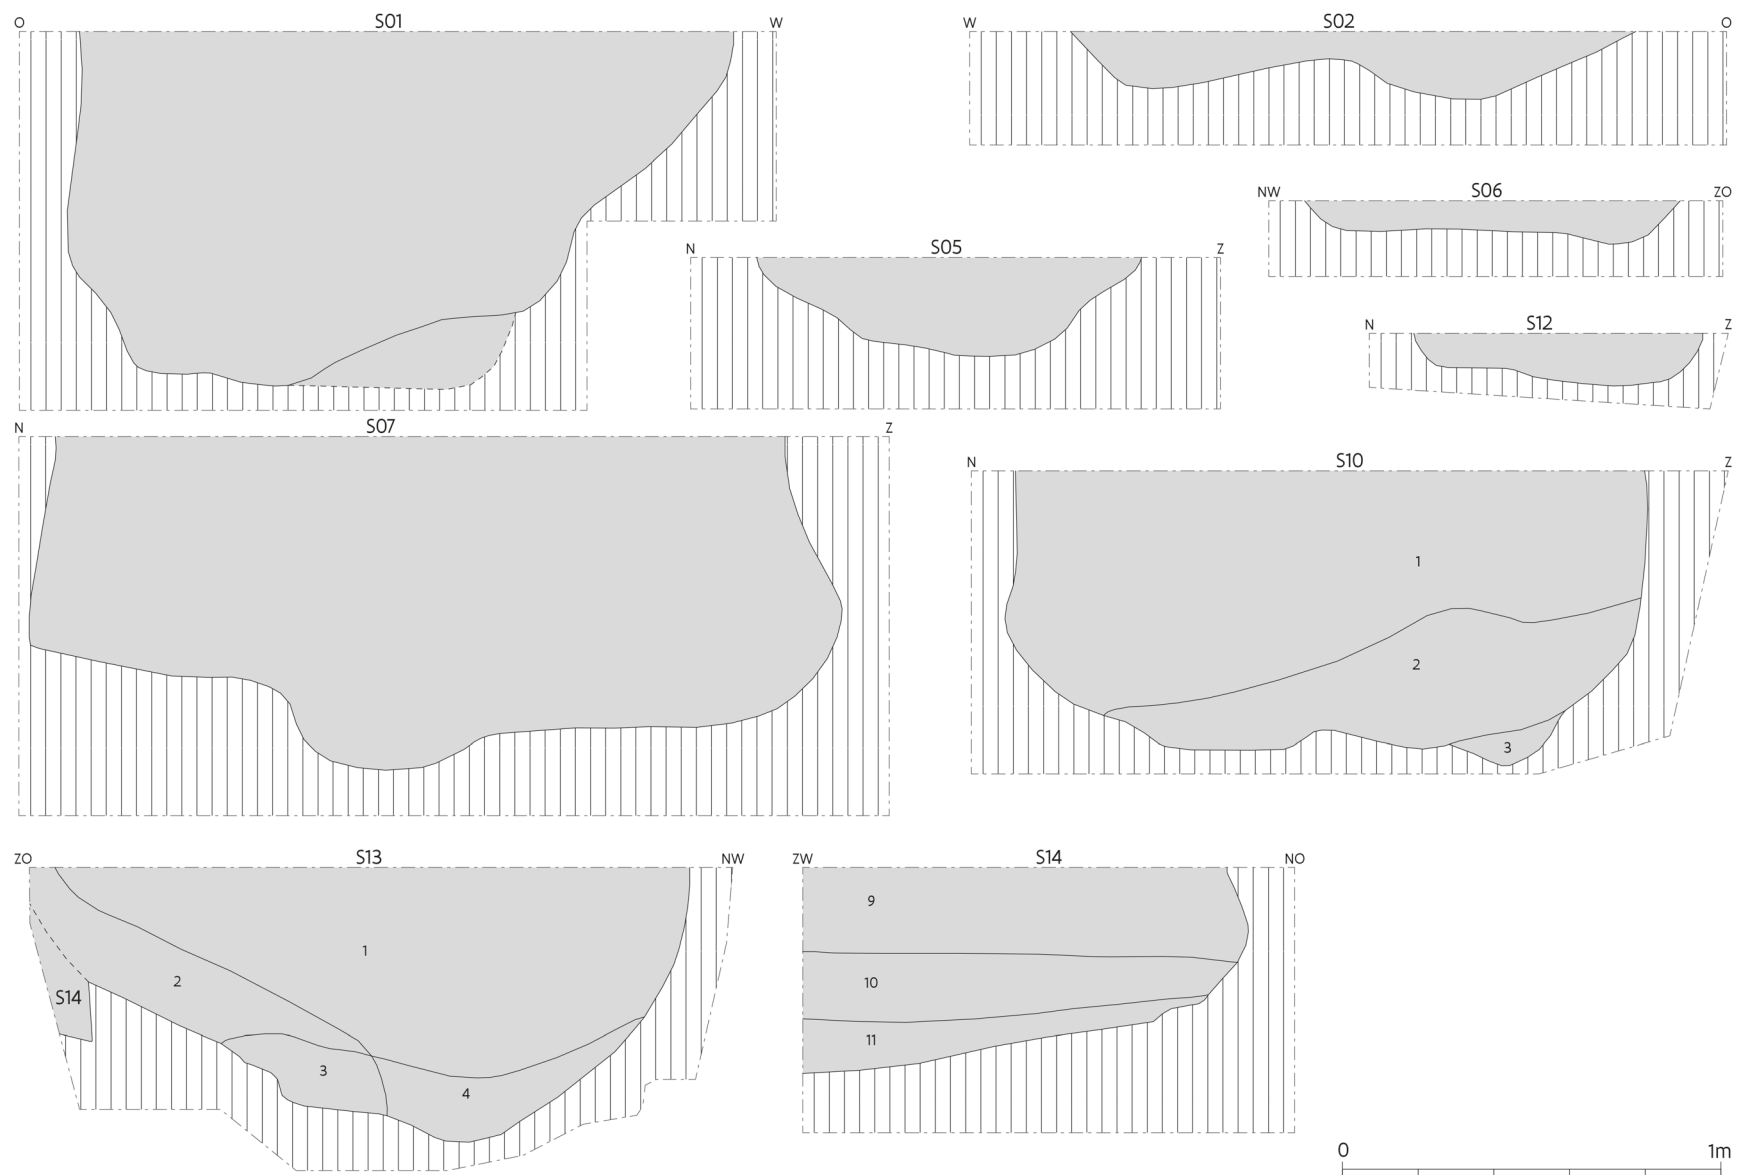 O S01 W
W S02 O
NW S06 ZO
N S05 Z
N S12 Z
N S07 Z
N S10 Z
1
2
3
ZO S13 NW
1
2
S14
3
4
ZW S14 NO
9
10
11
0 1m